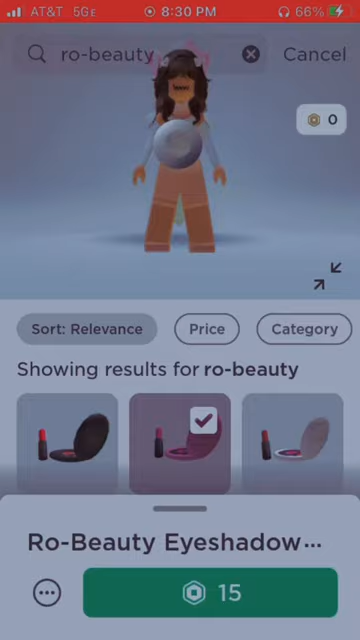 AT&T 5GE 8:30 PM 66%
ro-beauty Cancel
0
Sort: Relevance Price Category
Showing results for ro-beauty
Ro-Beauty Eyeshadow...
15